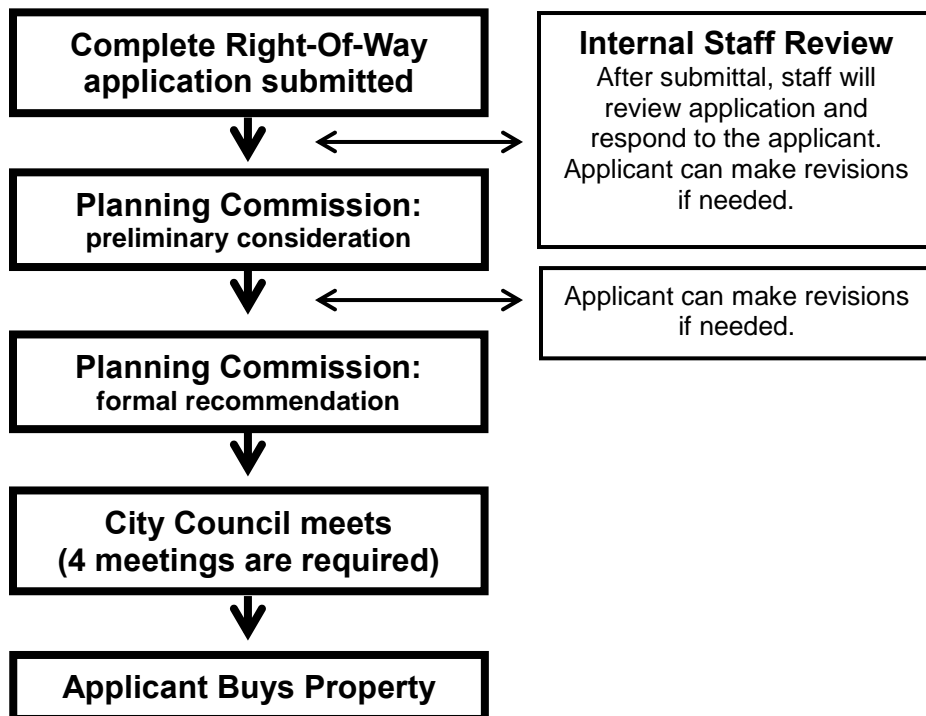 Complete Right-Of-Way
application submitted
Internal Staff Review
After submittal, staff will
review application and
respond to the applicant.
Applicant can make revisions
if needed.
Planning Commission:
preliminary consideration
Applicant can make revisions
if needed.
Planning Commission:
formal recommendation
City Council meets
(4 meetings are required)
Applicant Buys Property